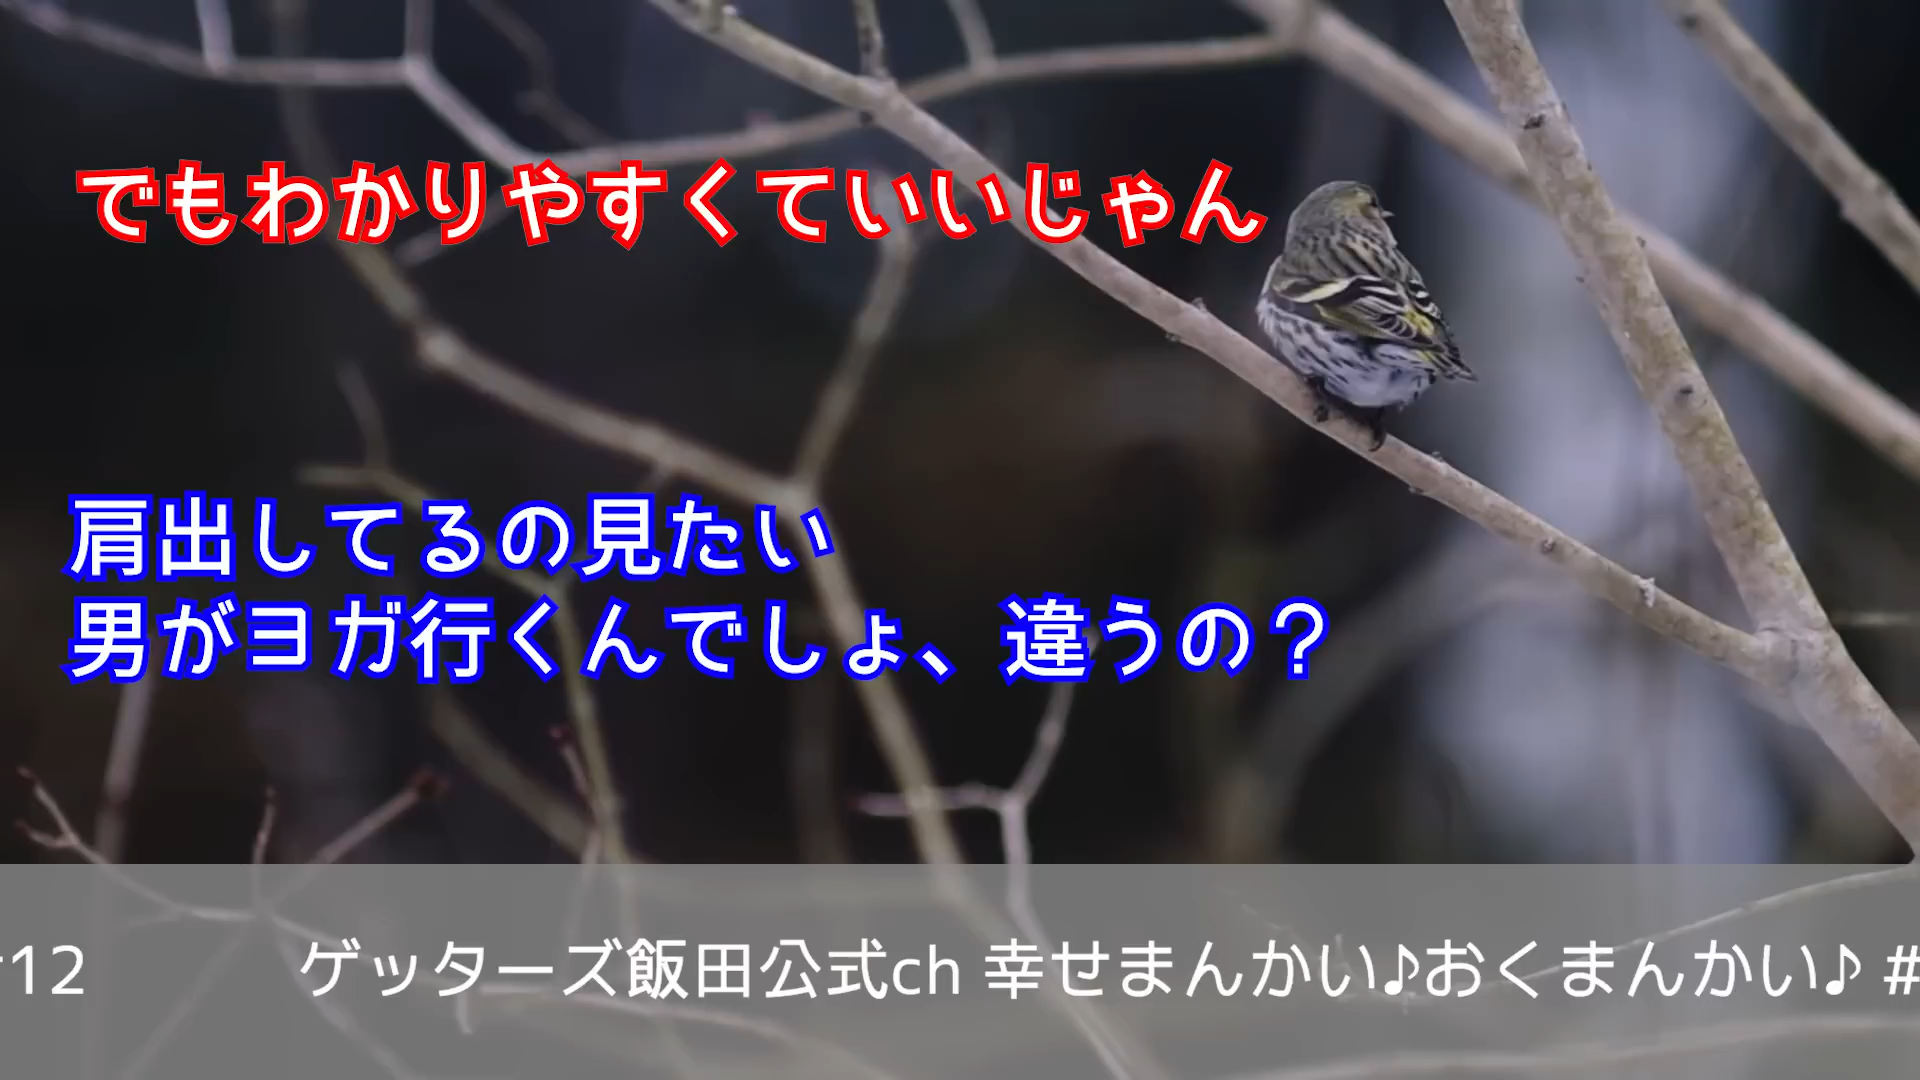 でもわかりやすくていいじゃん
肩出してるの見たい
男がヨガ行くんでしょ、違うの？
12 ゲッターズ飯田公式ch 幸せまんかい♪おくまんかい♪ #